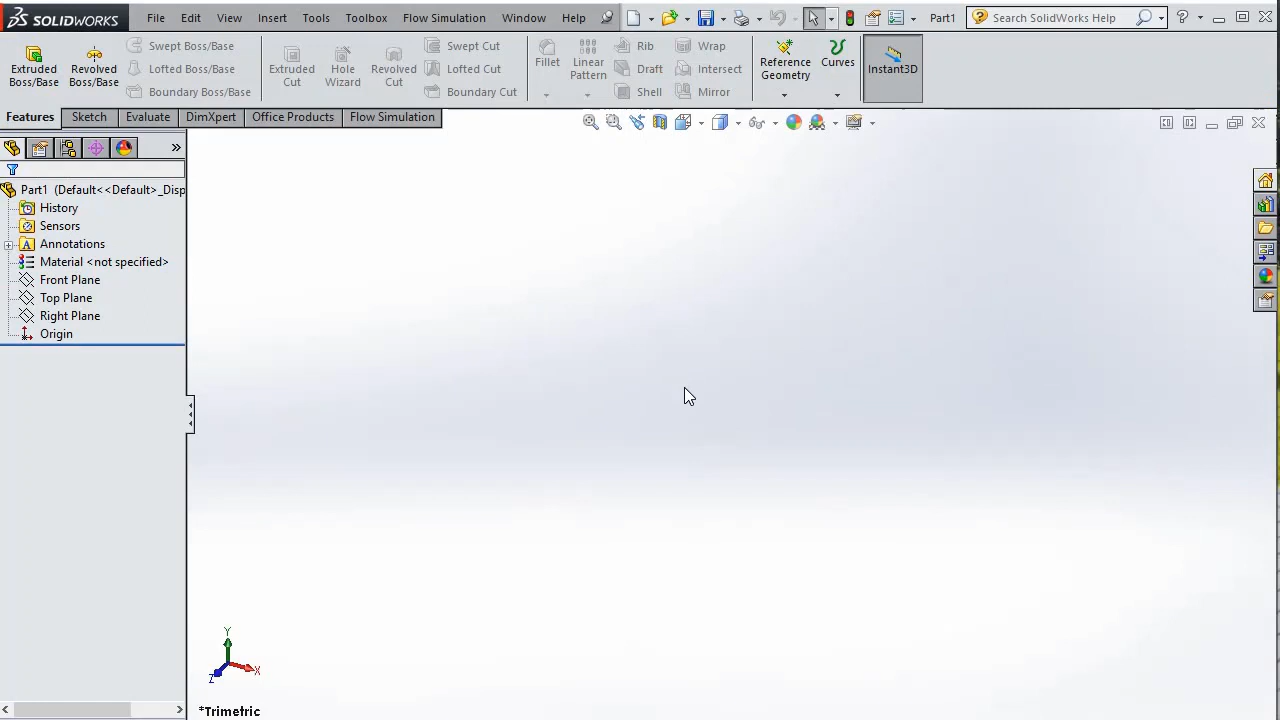 SOLIDWORKS File Edit View Insert Tools Toolbox Flow Simulation Window Help Part1 Search SolidWorks Help
Extruded Boss/Base
Revolved Boss/Base
Swept Boss/Base
Lofted Boss/Base
Boundary Boss/Base
Extruded Cut
Hole Wizard
Revolved Cut
Swept Cut
Lofted Cut
Boundary Cut
Fillet
Linear Pattern
Rib
Draft
Shell
Wrap
Intersect
Mirror
Reference Geometry
Curves
Instant3D
Features Sketch Evaluate DimXpert Office Products Flow Simulation
Part1 (Default<<Default>_Disp
History
Sensors
Annotations
Material <not specified>
Front Plane
Top Plane
Right Plane
Origin
Y
X
Z
*Trimetric